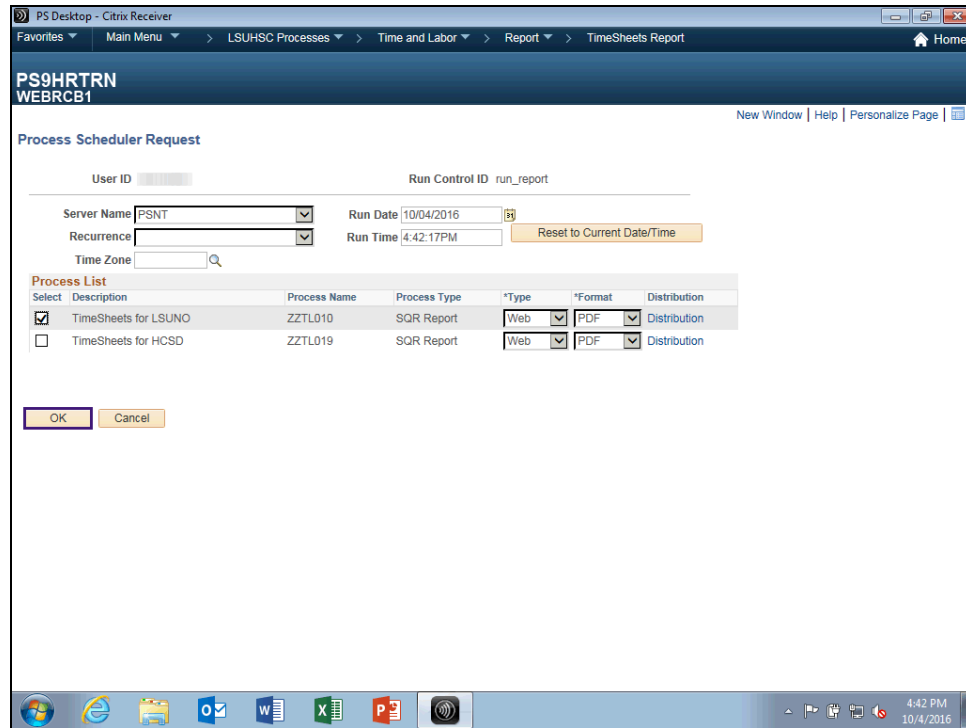 PS Desktop - Citrix Receiver
Favorites Main Menu > LSUHSC Processes > Time and Labor > Report > TimeSheets Report Home
PS9HRTRN
WEBRCB1
New Window | Help | Personalize Page |
Process Scheduler Request
User ID Run Control ID run_report
Server Name PSNT Run Date 10/04/2016 31
Recurrence Run Time 4:42:17PM Reset to Current Date/Time
Time Zone
Process List
Select Description Process Name Process Type *Type *Format Distribution
TimeSheets for LSUNO ZZTL010 SQR Report Web PDF Distribution
TimeSheets for HCSD ZZTL019 SQR Report Web PDF Distribution
OK Cancel
4:42 PM
10/4/2016